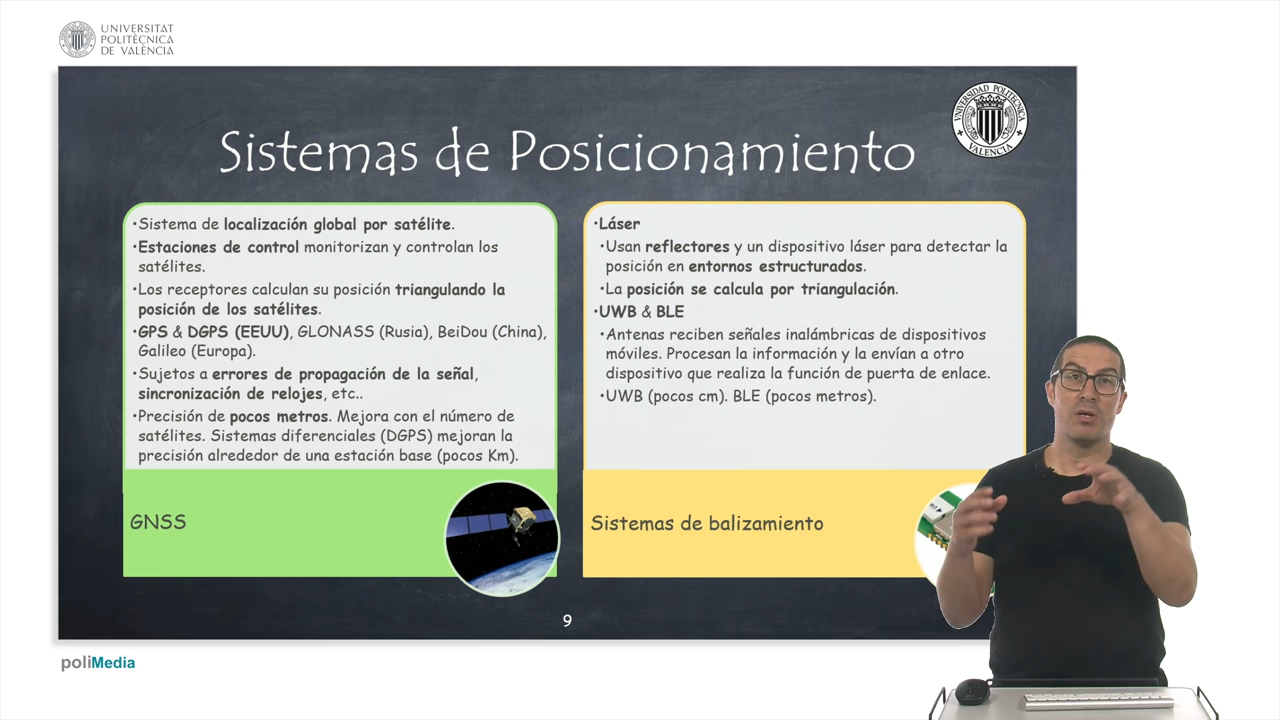 UNIVERSITAT
POLITÈCNICA
DE VALÈNCIA
UNIVERSIDAD POLITECNICA
VALENCIA
Sistemas de Posicionamiento
•Sistema de localización global por satélite.
•Estaciones de control monitorizan y controlan los
satélites.
•Los receptores calculan su posición triangulando la
posición de los satélites.
•GPS & DGPS (EEUU), GLONASS (Rusia), BeiDou (China),
Galileo (Europa).
•Sujetos a errores de propagación de la señal,
sincronización de relojes, etc..
•Precisión de pocos metros. Mejora con el número de
satélites. Sistemas diferenciales (DGPS) mejoran la
precisión alrededor de una estación base (pocos Km).
GNSS
•Láser
•Usan reflectores y un dispositivo láser para detectar la
posición en entornos estructurados.
•La posición se calcula por triangulación.
•UWB & BLE
•Antenas reciben señales inalámbricas de dispositivos
móviles. Procesan la información y la envían a otro
dispositivo que realiza la función de puerta de enlace.
•UWB (pocos cm). BLE (pocos metros).
Sistemas de balizamiento
9
poliMedia